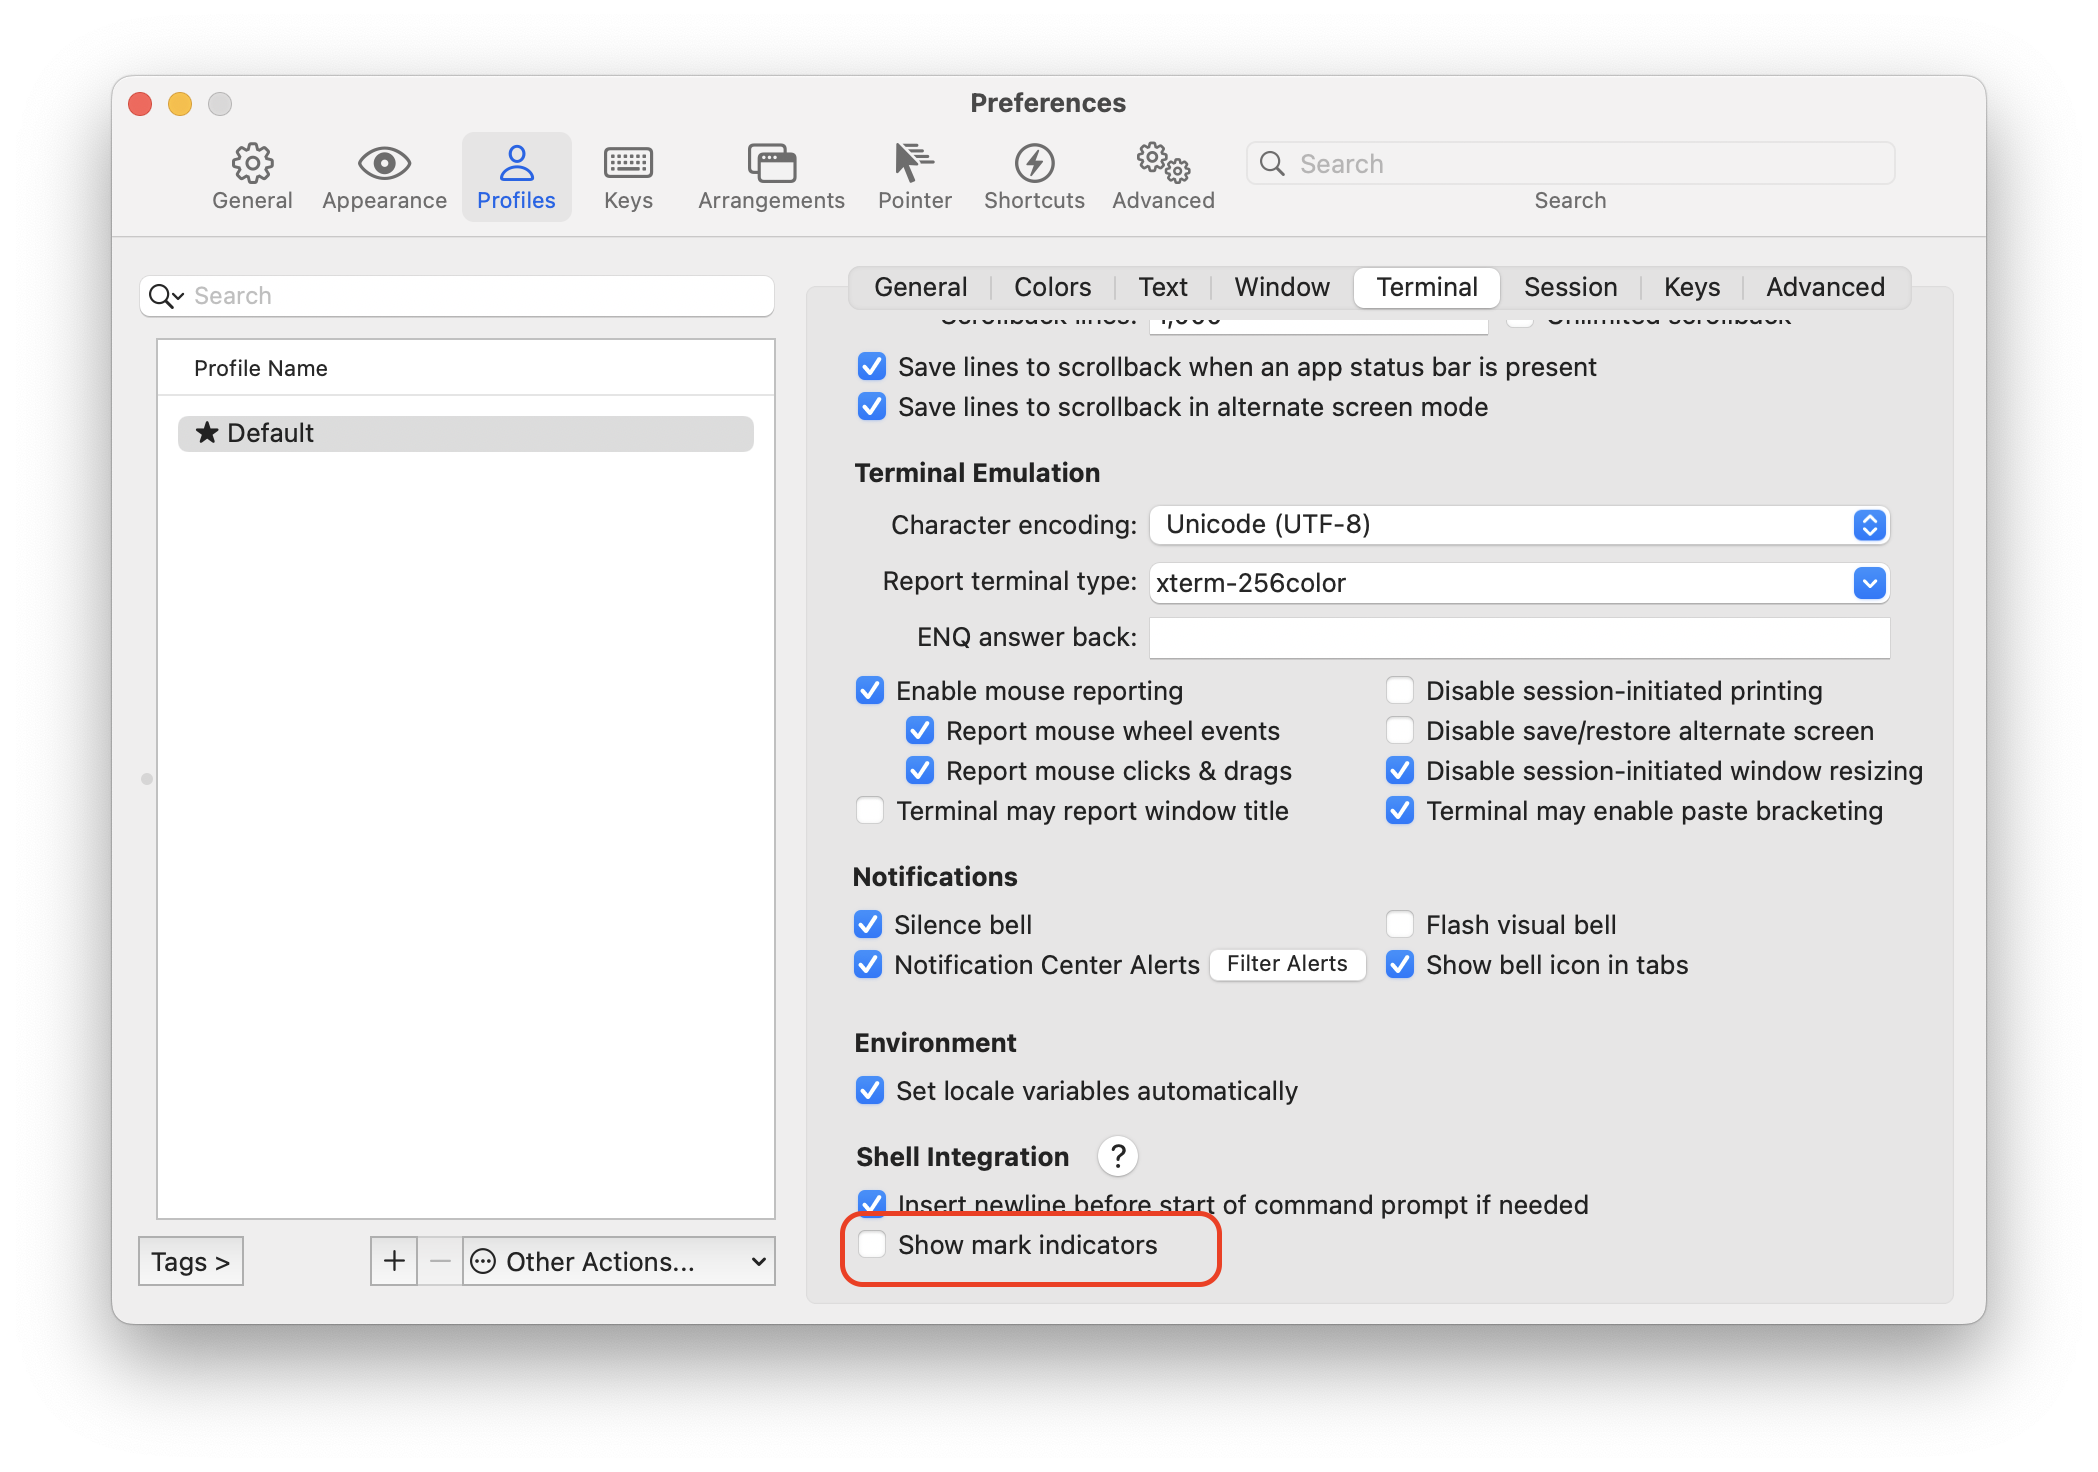 Preferences
General
Appearance
Profiles
Keys
Arrangements
Pointer
Shortcuts
Advanced
Search
Search
Search
Profile Name
★ Default
Tags >
+
−
Other Actions...
General
Colors
Text
Window
Terminal
Session
Keys
Advanced
Scrollback lines:
Unlimited scrollback
Save lines to scrollback when an app status bar is present
Save lines to scrollback in alternate screen mode
Terminal Emulation
Character encoding: Unicode (UTF-8)
Report terminal type: xterm-256color
ENQ answer back:
Enable mouse reporting
Disable session-initiated printing
Report mouse wheel events
Disable save/restore alternate screen
Report mouse clicks & drags
Disable session-initiated window resizing
Terminal may report window title
Terminal may enable paste bracketing
Notifications
Silence bell
Flash visual bell
Notification Center Alerts Filter Alerts
Show bell icon in tabs
Environment
Set locale variables automatically
Shell Integration ?
Insert newline before start of command prompt if needed
Show mark indicators